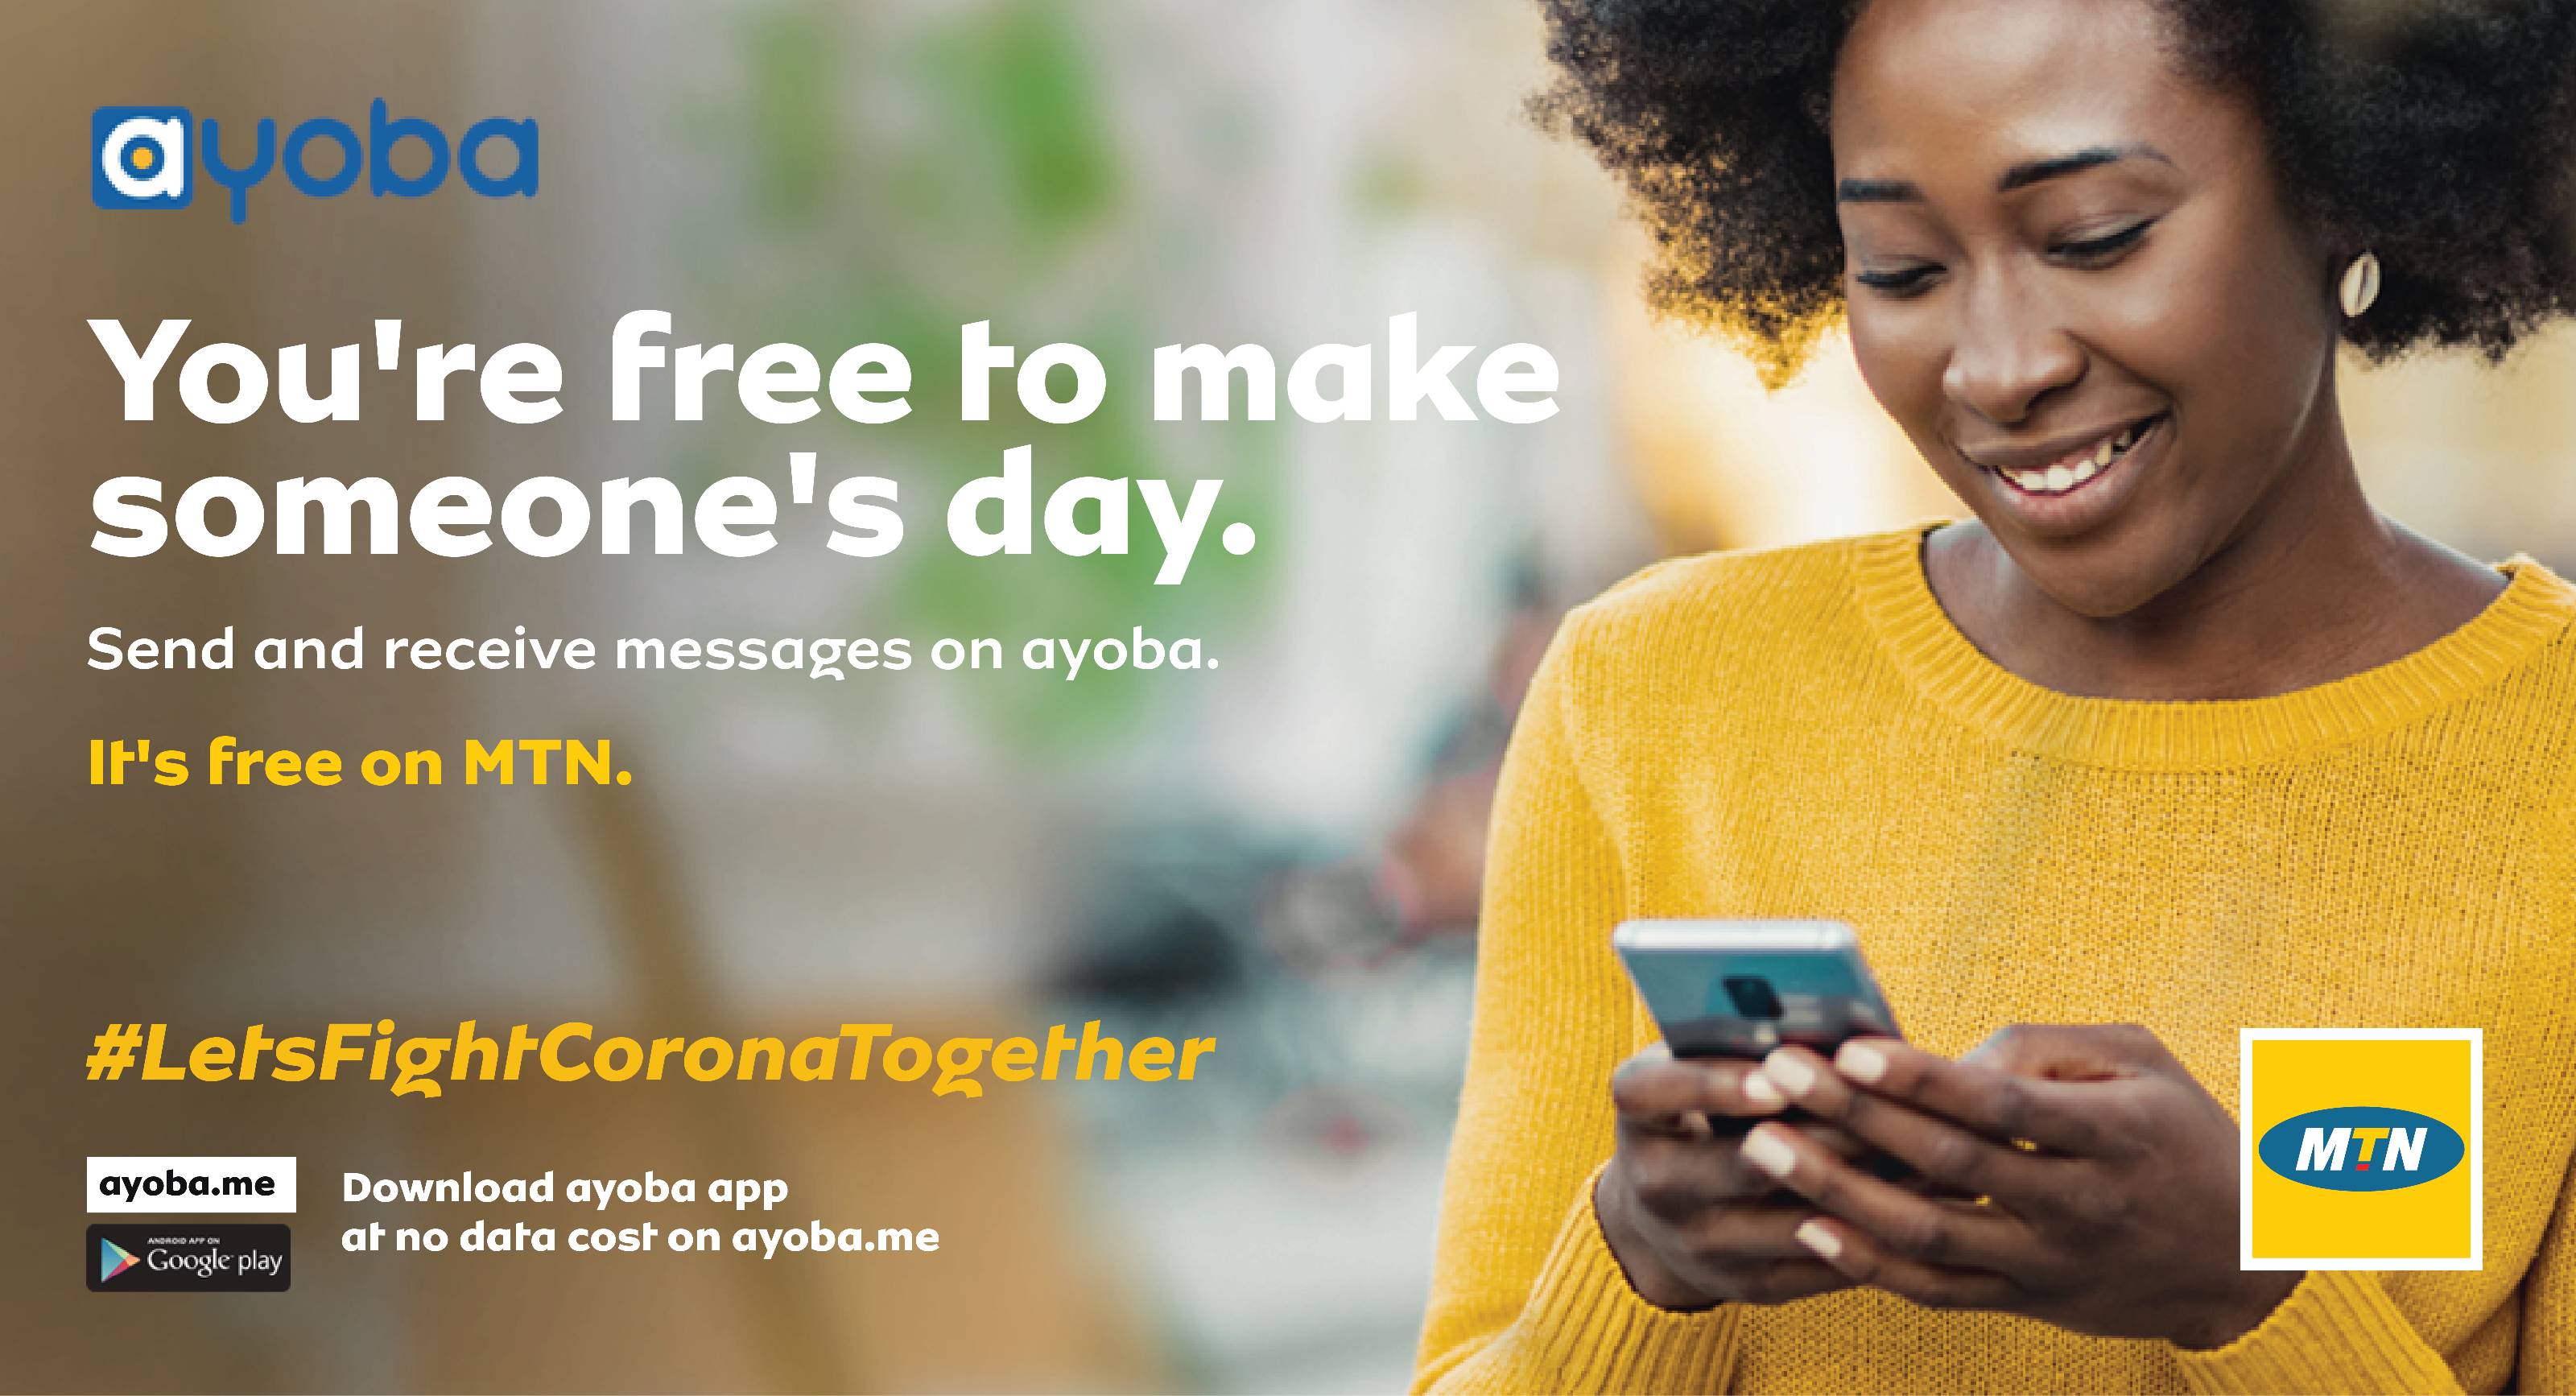 ayoba
You're free to make
someone's day.
Send and receive messages on ayoba.
It's free on MTN.
#LetsFightCoronaTogether
ayoba.me
Download ayoba app
at no data cost on ayoba.me
ANDROID APP ON
Google play
MTN